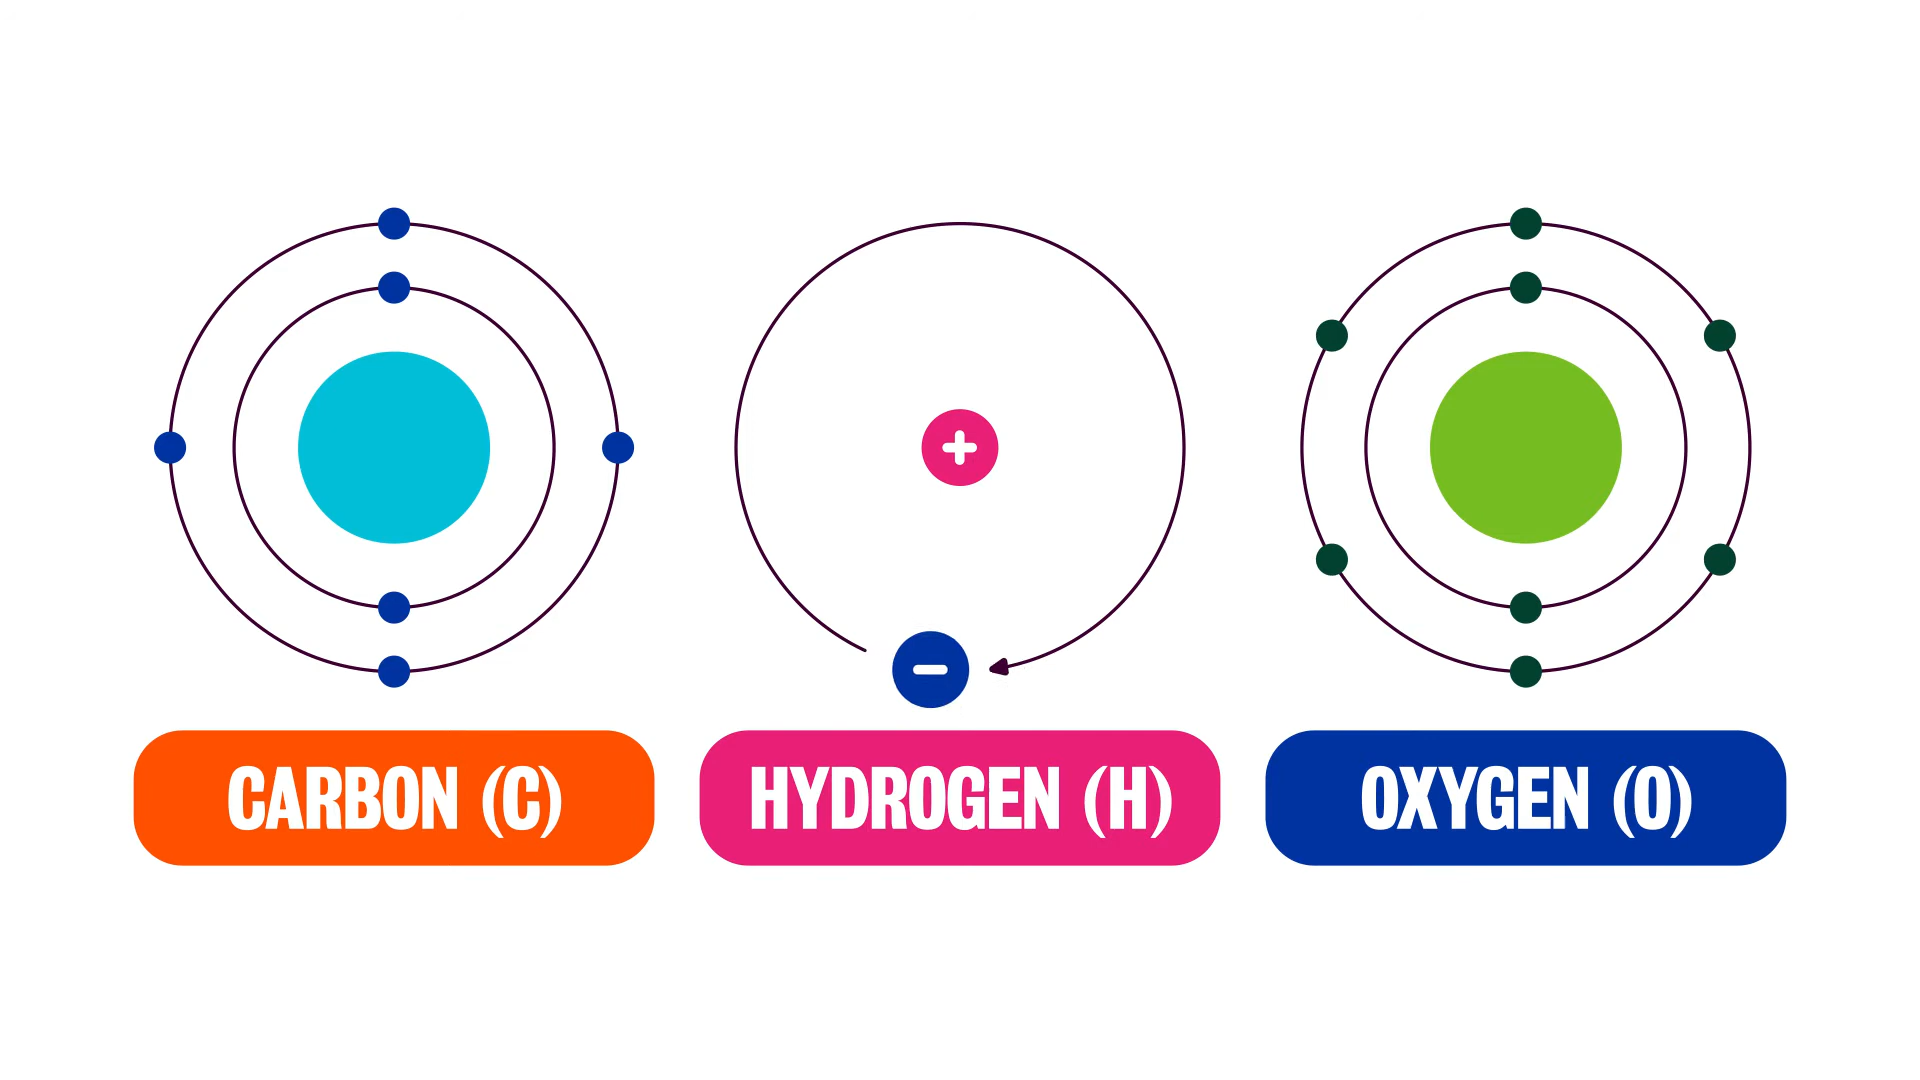 +
−
CARBON (C)
HYDROGEN (H)
OXYGEN (O)